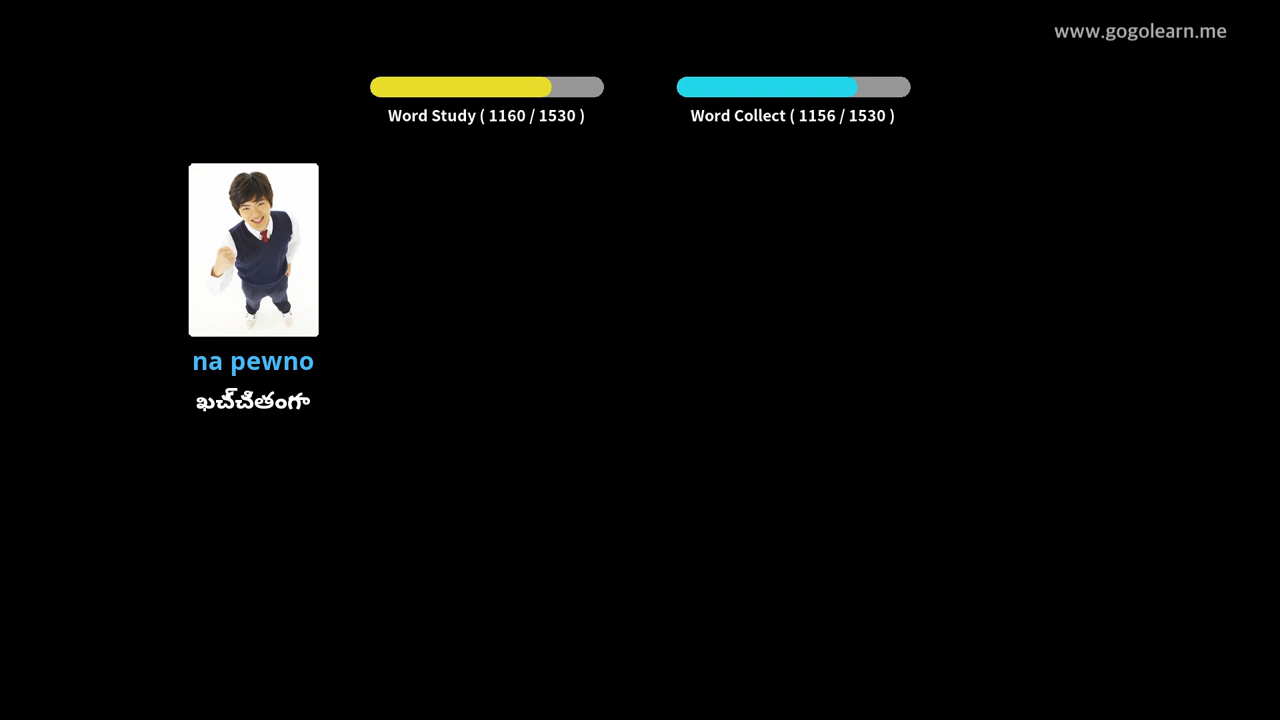 www.gogolearn.me
Word Study ( 1160 / 1530 )
Word Collect ( 1156 / 1530 )
na pewno
ఖచ్చితంగా